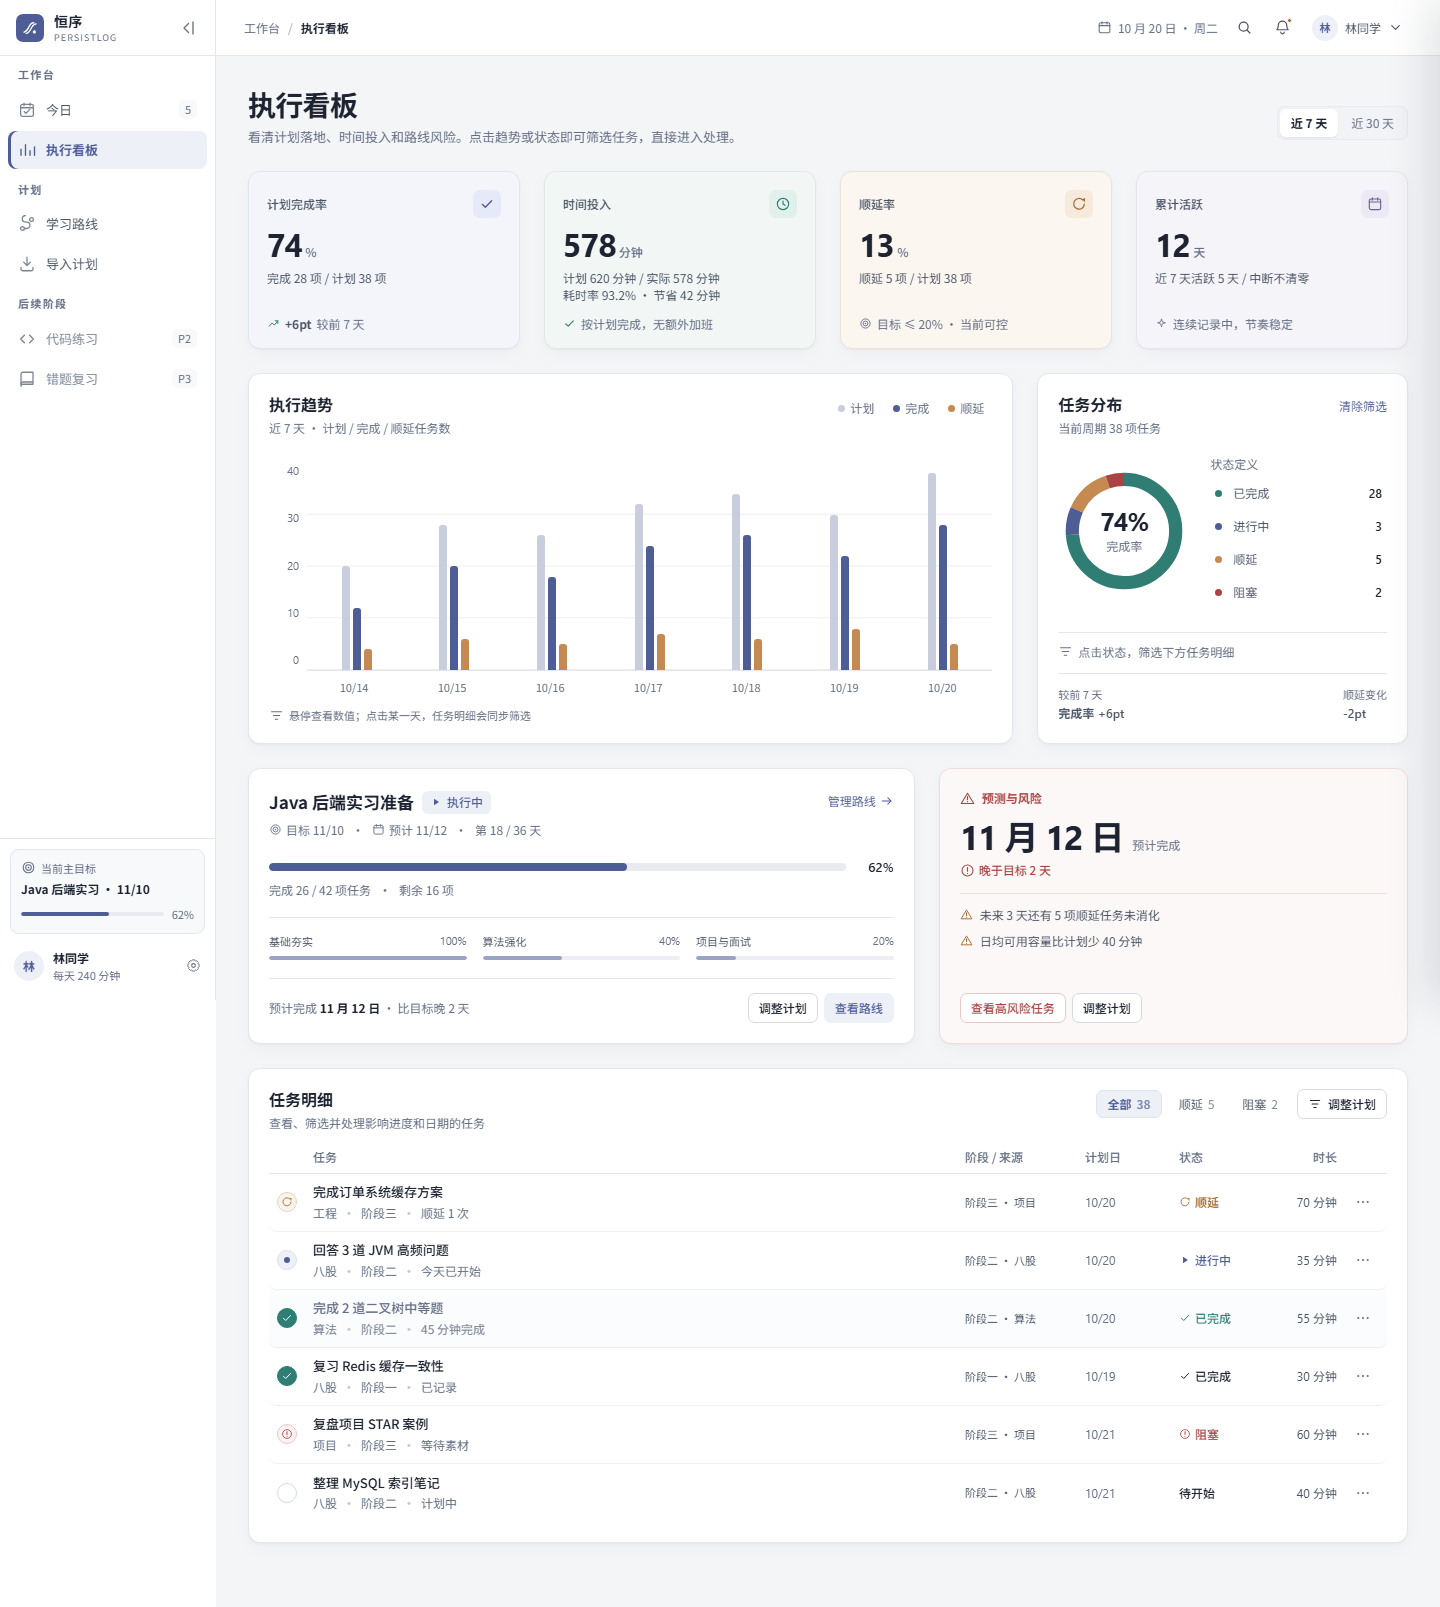 恒序
PERSISTLOG
工作台
今日 5
执行看板
计划
学习路线
导入计划
后续阶段
代码练习 P2
错题复习 P3
当前主目标
Java 后端实习 · 11/10
62%
林
林同学
每天 240 分钟
工作台 / 执行看板
10 月 20 日 · 周二
林 林同学
执行看板
看清计划落地、时间投入和路线风险。点击趋势或状态即可筛选任务，直接进入处理。
近 7 天 近 30 天
计划完成率
74 %
完成 28 项 / 计划 38 项
+6pt 较前 7 天
时间投入
578 分钟
计划 620 分钟 / 实际 578 分钟
耗时率 93.2% · 节省 42 分钟
按计划完成，无额外加班
顺延率
13 %
顺延 5 项 / 计划 38 项
目标 ≤ 20% · 当前可控
累计活跃
12 天
近 7 天活跃 5 天 / 中断不清零
连续记录中，节奏稳定
执行趋势
近 7 天 · 计划 / 完成 / 顺延任务数
计划 完成 顺延
40
30
20
10
0
10/14 10/15 10/16 10/17 10/18 10/19 10/20
悬停查看数值；点击某一天，任务明细会同步筛选
任务分布
清除筛选
当前周期 38 项任务
74%
完成率
状态定义
已完成 28
进行中 3
顺延 5
阻塞 2
点击状态，筛选下方任务明细
较前 7 天 顺延变化
完成率 +6pt -2pt
Java 后端实习准备 执行中
管理路线 →
目标 11/10 · 预计 11/12 · 第 18 / 36 天
62%
完成 26 / 42 项任务 · 剩余 16 项
基础夯实 100% 算法强化 40% 项目与面试 20%
预计完成 11 月 12 日 · 比目标晚 2 天
调整计划 查看路线
预测与风险
11 月 12 日 预计完成
晚于目标 2 天
未来 3 天还有 5 项顺延任务未消化
日均可用容量比计划少 40 分钟
查看高风险任务 调整计划
任务明细
查看、筛选并处理影响进度和日期的任务
全部 38 顺延 5 阻塞 2 调整计划
任务 阶段 / 来源 计划日 状态 时长
完成订单系统缓存方案
工程 · 阶段三 · 顺延 1 次
阶段三 · 项目 10/20 顺延 70 分钟 ···
回答 3 道 JVM 高频问题
八股 · 阶段二 · 今天已开始
阶段二 · 八股 10/20 进行中 35 分钟 ···
完成 2 道二叉树中等题
算法 · 阶段二 · 45 分钟完成
阶段二 · 算法 10/20 已完成 55 分钟 ···
复习 Redis 缓存一致性
八股 · 阶段一 · 已记录
阶段一 · 八股 10/19 已完成 30 分钟 ···
复盘项目 STAR 案例
项目 · 阶段三 · 等待素材
阶段三 · 项目 10/21 阻塞 60 分钟 ···
整理 MySQL 索引笔记
八股 · 阶段二 · 计划中
阶段二 · 八股 10/21 待开始 40 分钟 ···